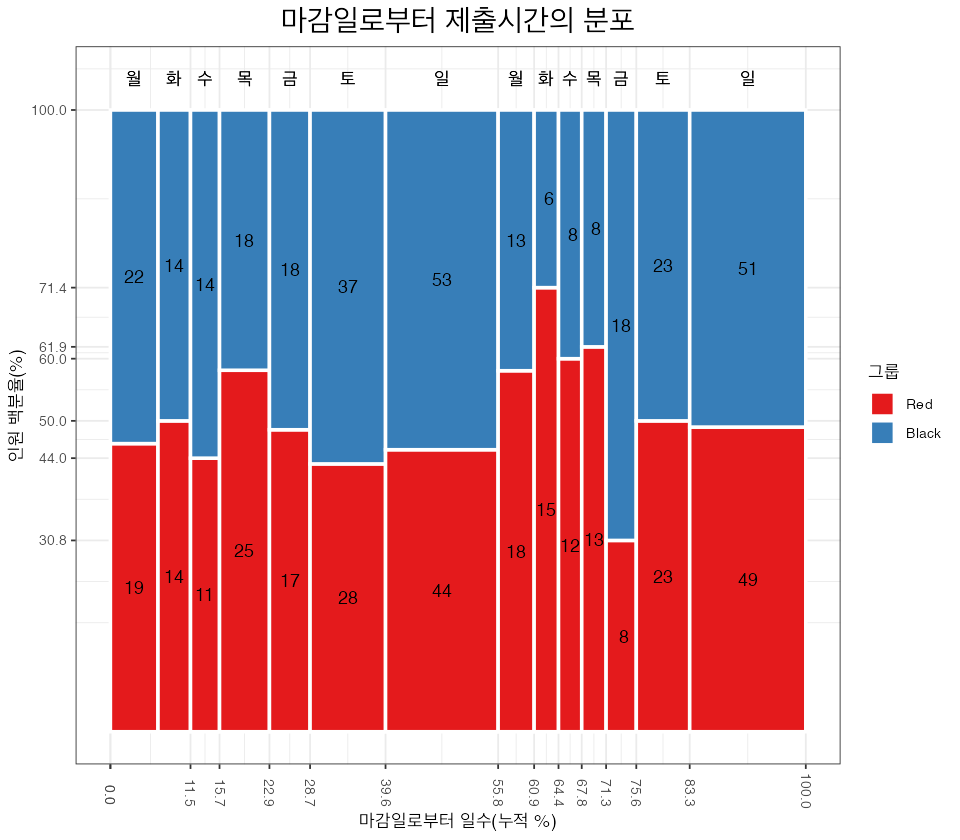 마감일로부터 제출시간의 분포
월 화 수 목 금 토 일 월 화 수 목 금 토 일
100.0
71.4
61.9
60.0
50.0
44.0
30.8
인원 백분율(%)
22 14 14 18 18 37 53 13 6 8 8 18 23 51
19 14 11 25 17 28 44 18 15 12 13 8 23 49
0.0 11.5 15.7 22.9 28.7 39.6 55.8 60.9 64.4 67.8 71.3 75.6 83.3 100.0
마감일로부터 일수(누적 %)
그룹
Red
Black